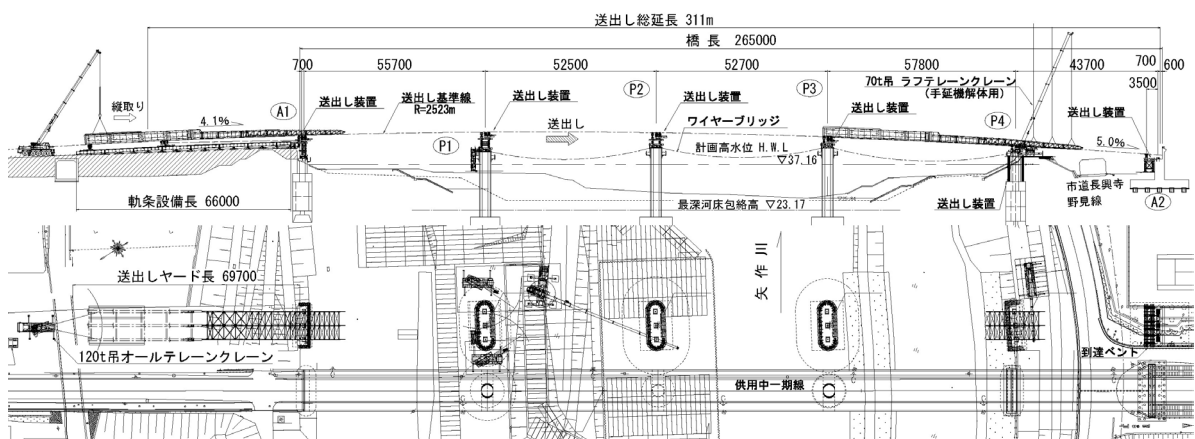 送出し総延長 311m
橋長 265000
700
55700
52500
52700
57800
43700
700
600
3500
縦取り
4.1%
A1
送出し装置
送出し基準線
R=2523m
P1
送出し装置
送出し
P2
送出し装置
ワイヤーブリッジ
計画高水位 H.W.L
▽37.16
P3
送出し装置
70t吊 ラフテレーンクレーン
(手延機解体用)
P4
送出し装置
5.0%
軌条設備長 66000
最深河床包絡高 ▽23.17
送出し装置
市道長興寺
野見線
A2
送出しヤード長 69700
矢作川
120t吊オールテレーンクレーン
到達ベント
供用中一期線